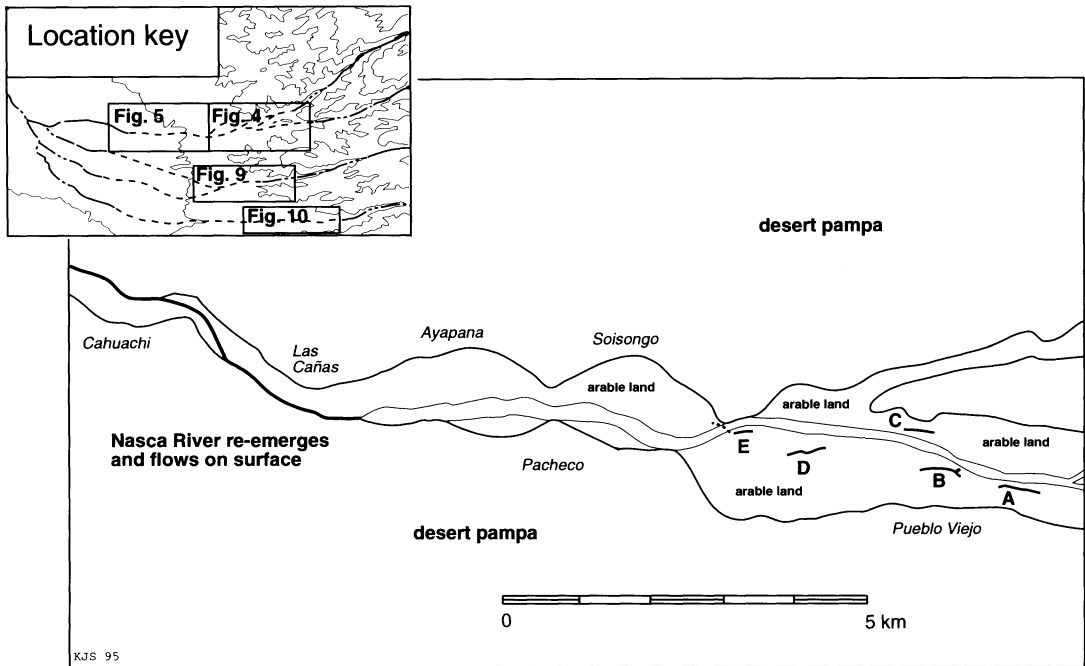 Location key
Fig. 5
Fig. 4
Fig. 9
Fig. 10
desert pampa
Cahuachi
Las
Cañas
Ayapana
Soisongo
arable land
arable land
C
arable land
E
D
B
A
Nasca River re-emerges
and flows on surface
Pacheco
arable land
Pueblo Viejo
desert pampa
0
5 km
KJS 95